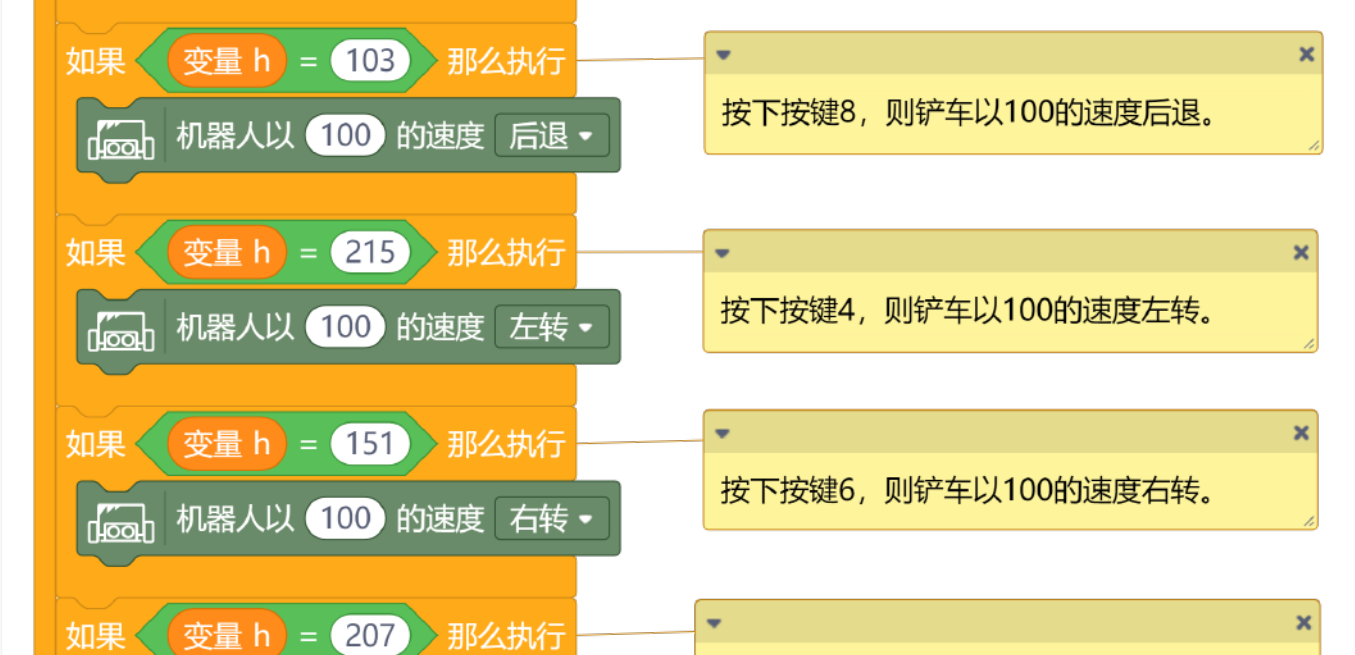 如果 变量 h = 103 那么执行
按下按键8，则铲车以100的速度后退。
机器人以 100 的速度 后退
如果 变量 h = 215 那么执行
按下按键4，则铲车以100的速度左转。
机器人以 100 的速度 左转
如果 变量 h = 151 那么执行
按下按键6，则铲车以100的速度右转。
机器人以 100 的速度 右转
如果 变量 h = 207 那么执行